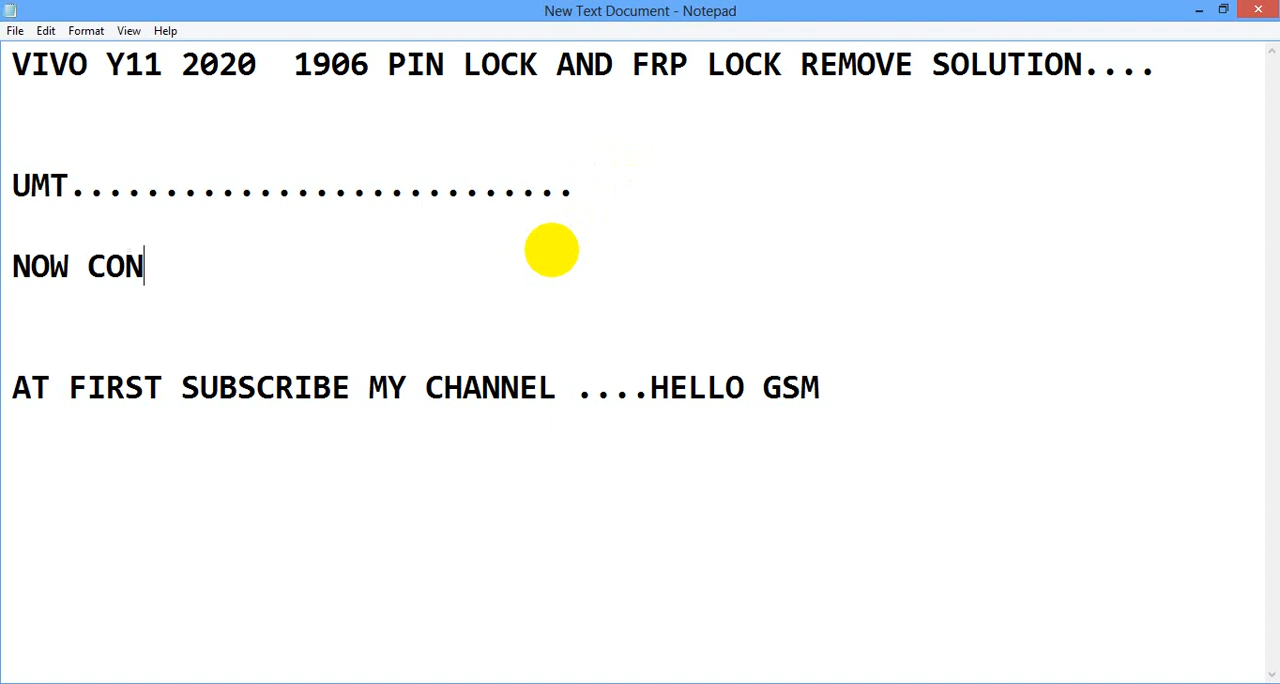 New Text Document - Notepad
File Edit Format View Help
VIVO Y11 2020  1906 PIN LOCK AND FRP LOCK REMOVE SOLUTION....
UMT...........................
NOW CON
AT FIRST SUBSCRIBE MY CHANNEL ....HELLO GSM